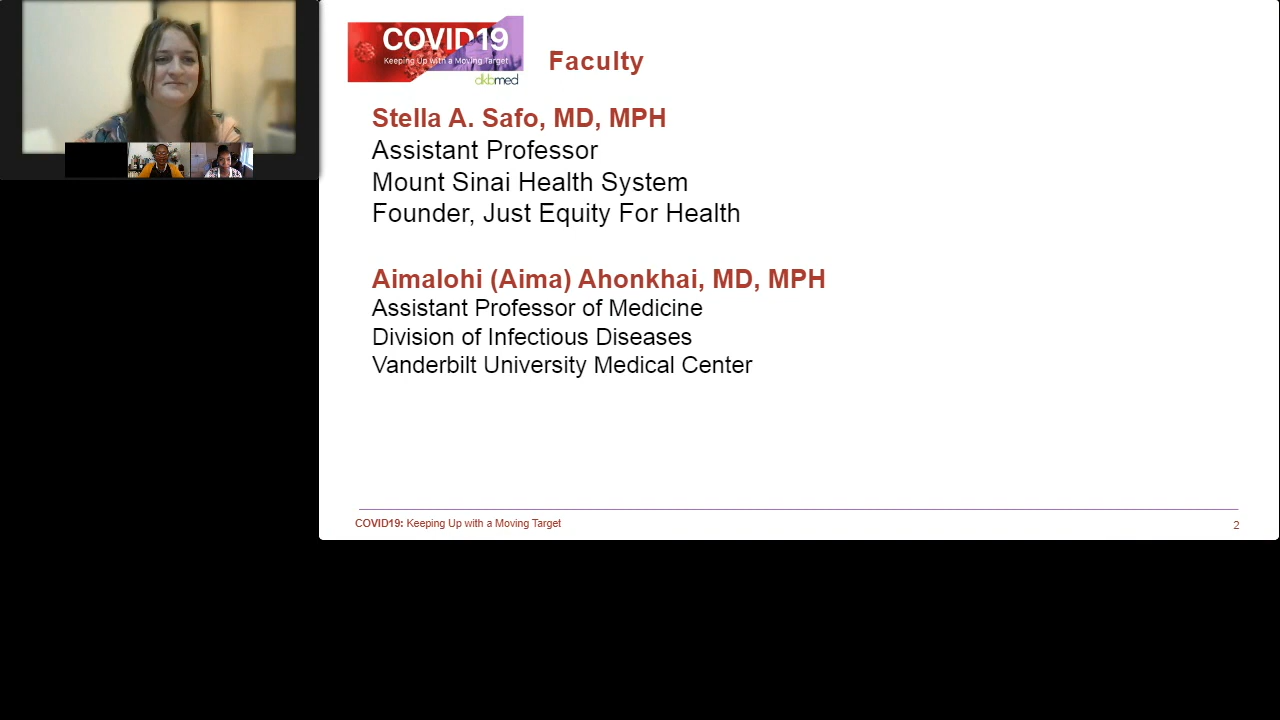 COVID19
Keeping Up with a Moving Target
dkbmed
Faculty
Stella A. Safo, MD, MPH
Assistant Professor
Mount Sinai Health System
Founder, Just Equity For Health
Aimalohi (Aima) Ahonkhai, MD, MPH
Assistant Professor of Medicine
Division of Infectious Diseases
Vanderbilt University Medical Center
COVID19: Keeping Up with a Moving Target
2